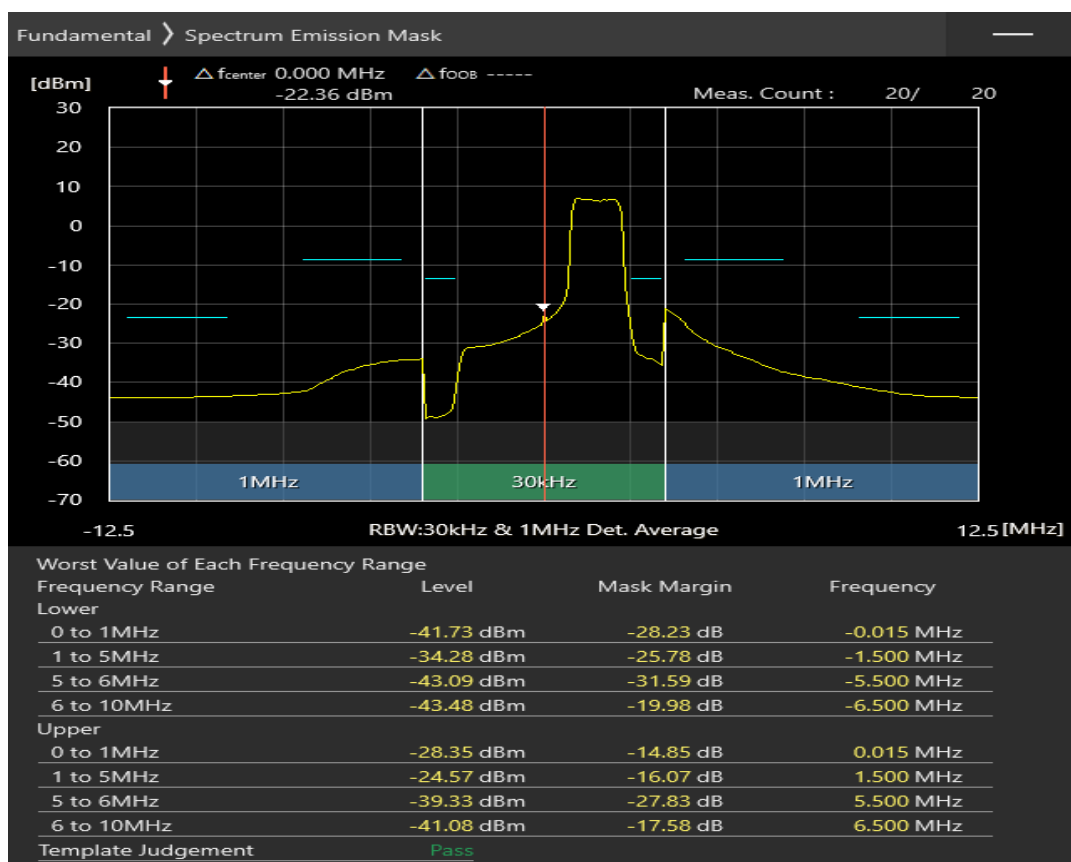 Fundamental ❯ Spectrum Emission Mask
△ fcenter 0.000 MHz △ fOOB -----
[dBm] -22.36 dBm Meas. Count : 20/ 20
30
20
10
0
-10
-20
-30
-40
-50
-60
1MHz 30kHz 1MHz
-70
-12.5 RBW:30kHz & 1MHz Det. Average 12.5 [MHz]
Worst Value of Each Frequency Range
Frequency Range Level Mask Margin Frequency
Lower
0 to 1MHz -41.73 dBm -28.23 dB -0.015 MHz
1 to 5MHz -34.28 dBm -25.78 dB -1.500 MHz
5 to 6MHz -43.09 dBm -31.59 dB -5.500 MHz
6 to 10MHz -43.48 dBm -19.98 dB -6.500 MHz
Upper
0 to 1MHz -28.35 dBm -14.85 dB 0.015 MHz
1 to 5MHz -24.57 dBm -16.07 dB 1.500 MHz
5 to 6MHz -39.33 dBm -27.83 dB 5.500 MHz
6 to 10MHz -41.08 dBm -17.58 dB 6.500 MHz
Template Judgement Pass